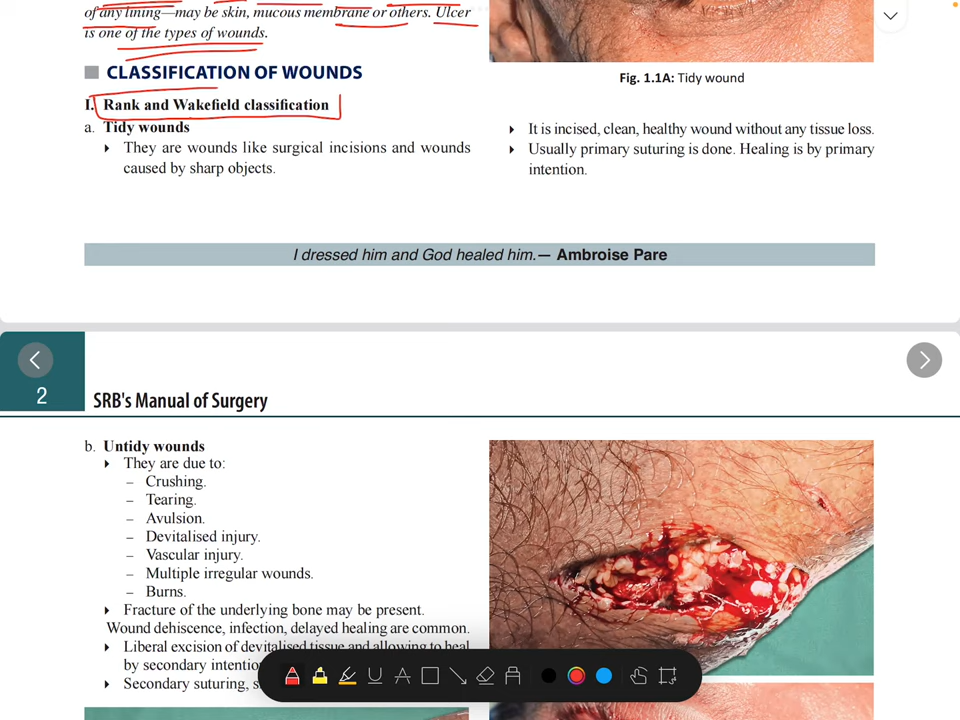 of any lining—may be skin, mucous membrane or others. Ulcer
is one of the types of wounds.
CLASSIFICATION OF WOUNDS
I. Rank and Wakefield classification
a. Tidy wounds
They are wounds like surgical incisions and wounds
caused by sharp objects.
Fig. 1.1A: Tidy wound
It is incised, clean, healthy wound without any tissue loss.
Usually primary suturing is done. Healing is by primary
intention.
I dressed him and God healed him.— Ambroise Pare
2
SRB's Manual of Surgery
b. Untidy wounds
They are due to:
– Crushing.
– Tearing.
– Avulsion.
– Devitalised injury.
– Vascular injury.
– Multiple irregular wounds.
– Burns.
Fracture of the underlying bone may be present.
Wound dehiscence, infection, delayed healing are common.
Liberal excision of devitalised tissue and allowing to heal
by secondary intention
Secondary suturing,